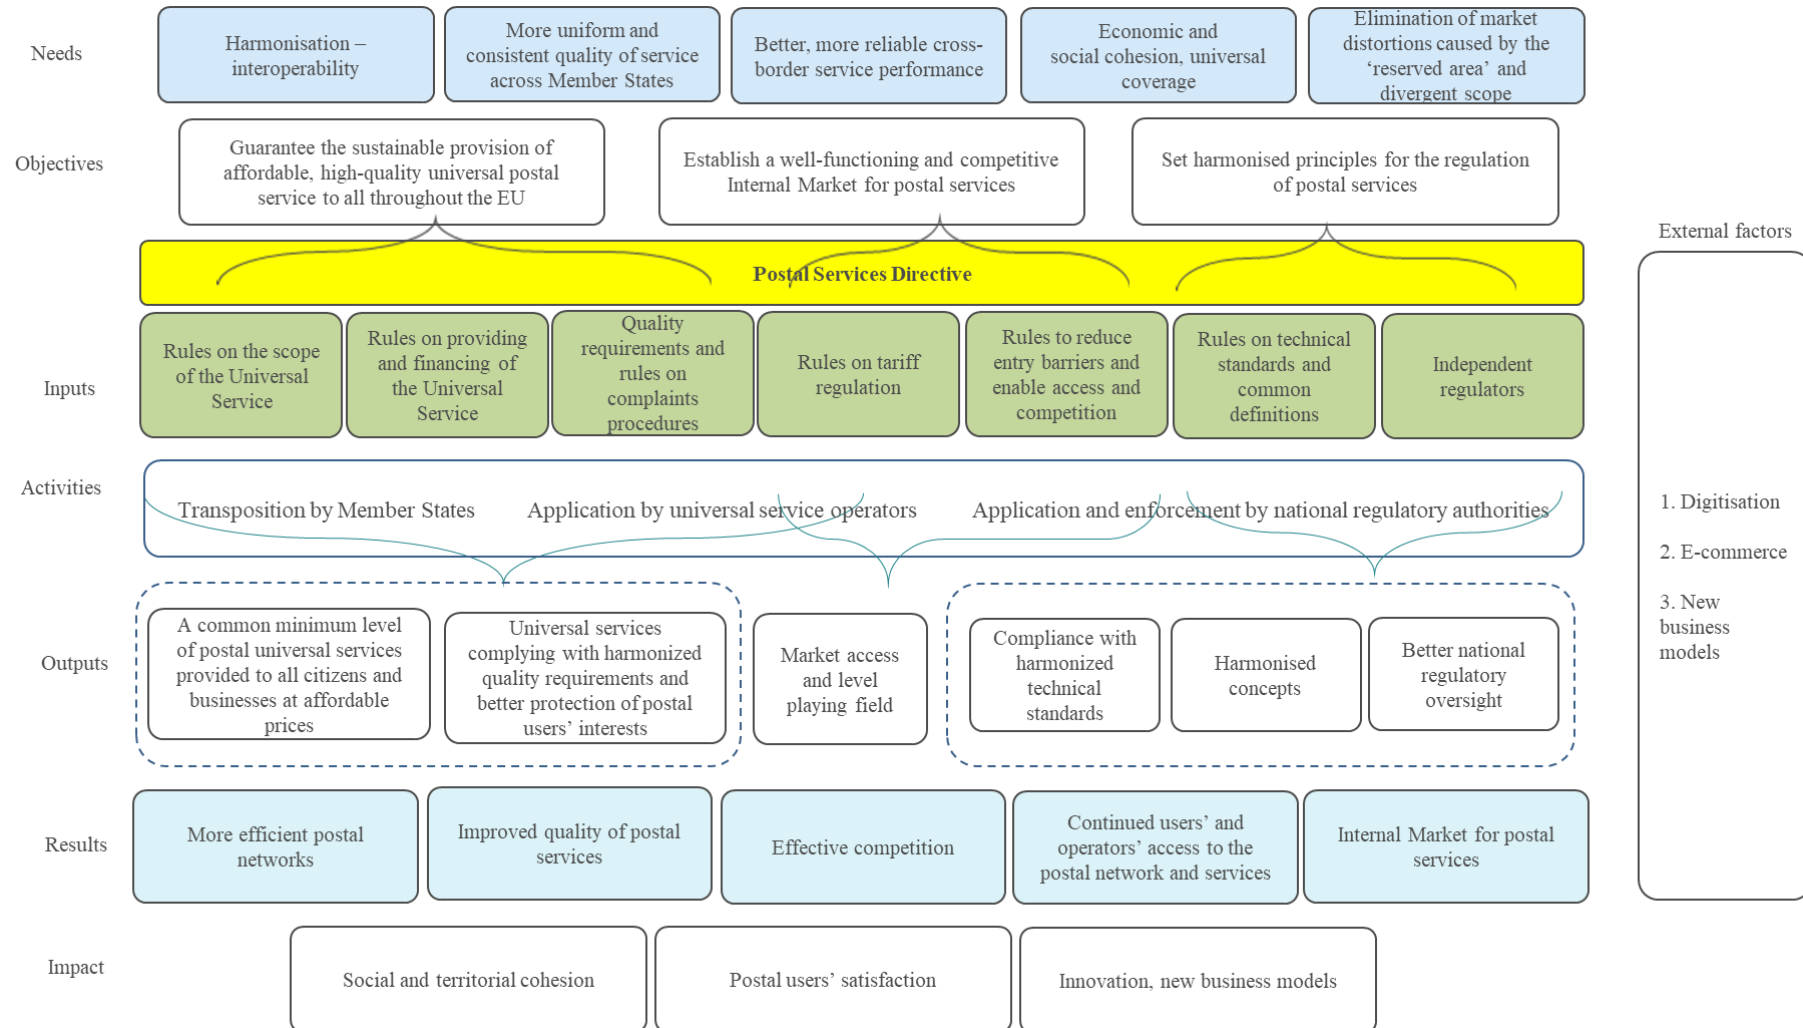 Needs
Harmonisation –
interoperability
More uniform and
consistent quality of service
across Member States
Better, more reliable cross-
border service performance
Economic and
social cohesion, universal
coverage
Elimination of market
distortions caused by the
‘reserved area’ and
divergent scope
Objectives
Guarantee the sustainable provision of
affordable, high-quality universal postal
service to all throughout the EU
Establish a well-functioning and competitive
Internal Market for postal services
Set harmonised principles for the regulation
of postal services
Postal Services Directive
Inputs
Rules on the scope
of the Universal
Service
Rules on providing
and financing of
the Universal
Service
Quality
requirements and
rules on
complaints
procedures
Rules on tariff
regulation
Rules to reduce
entry barriers and
enable access and
competition
Rules on technical
standards and
common
definitions
Independent
regulators
Activities
Transposition by Member States
Application by universal service operators
Application and enforcement by national regulatory authorities
Outputs
A common minimum level
of postal universal services
provided to all citizens and
businesses at affordable
prices
Universal services
complying with harmonized
quality requirements and
better protection of postal
users’ interests
Market access
and level
playing field
Compliance with
harmonized
technical
standards
Harmonised
concepts
Better national
regulatory
oversight
Results
More efficient postal
networks
Improved quality of postal
services
Effective competition
Continued users’ and
operators’ access to the
postal network and services
Internal Market for postal
services
Impact
Social and territorial cohesion
Postal users’ satisfaction
Innovation, new business models
External factors
1. Digitisation
2. E-commerce
3. New
business
models